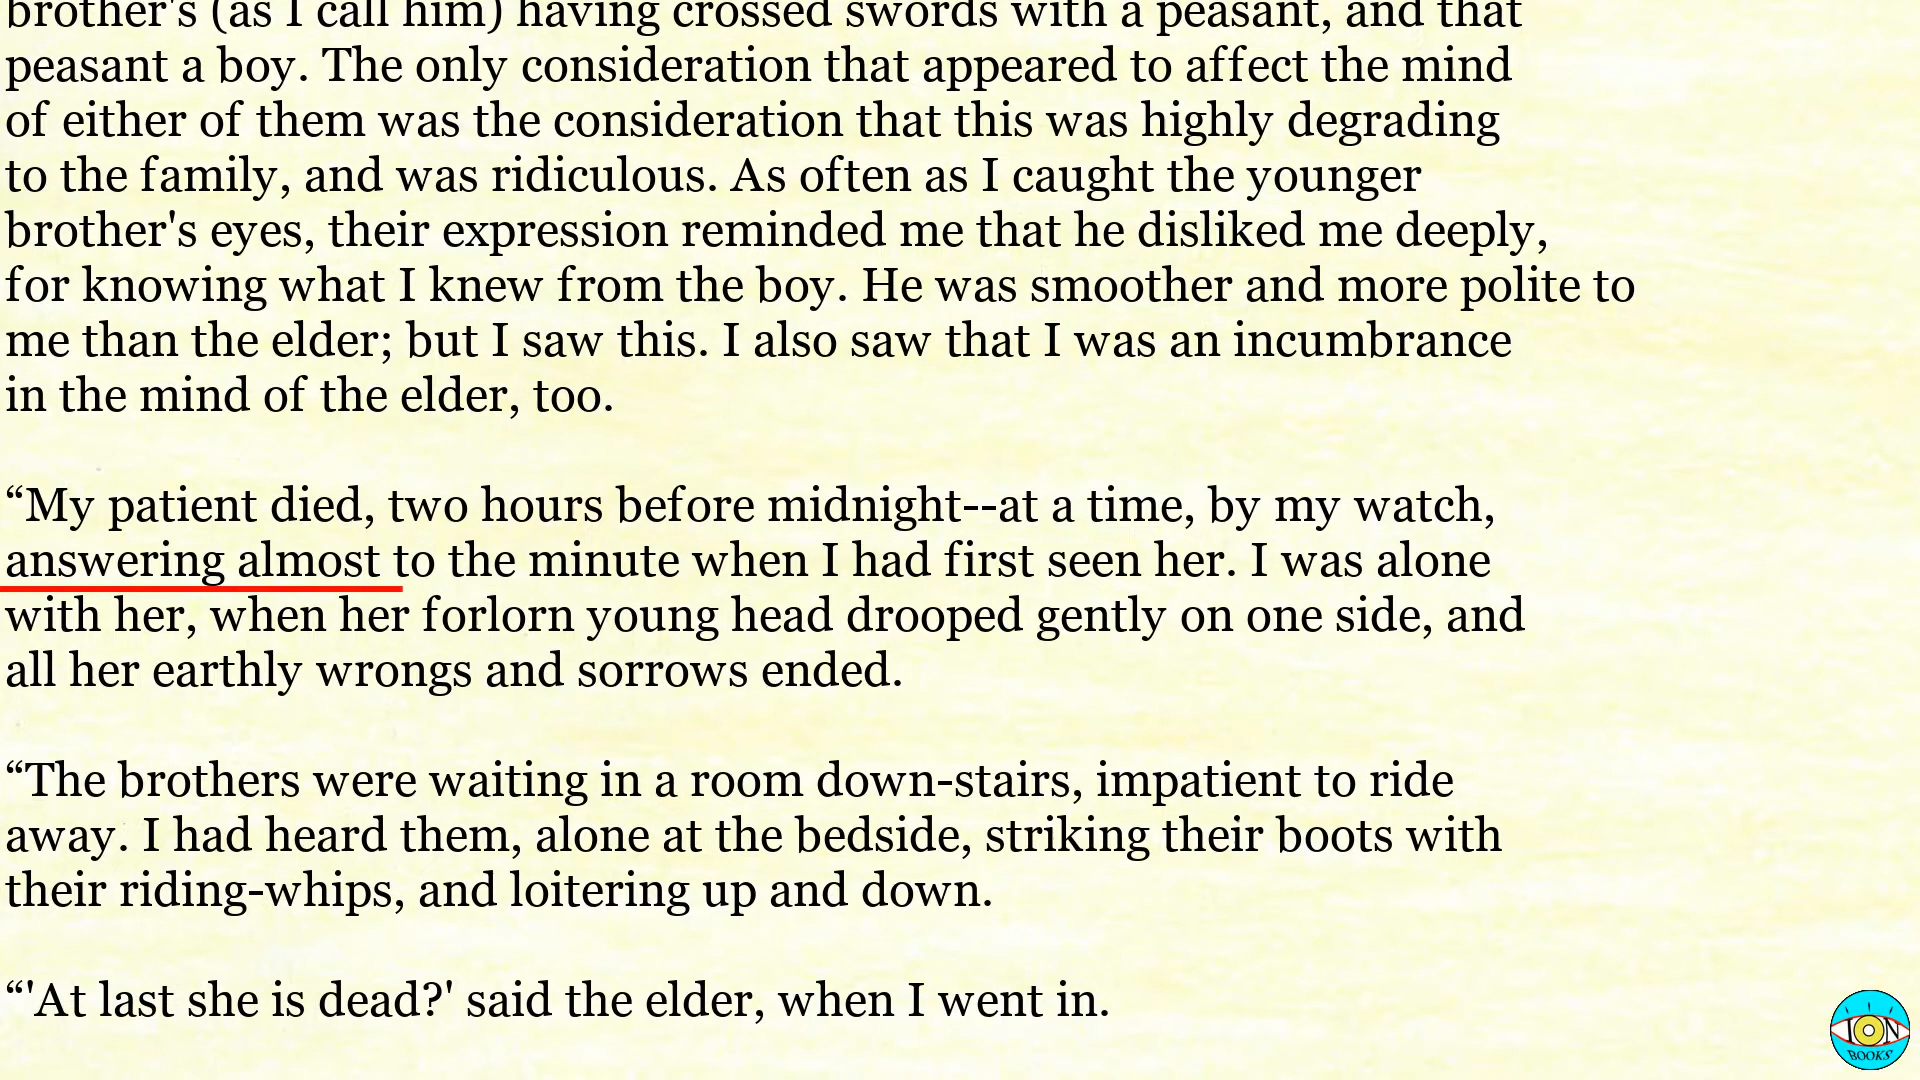 brother's (as I call him) having crossed swords with a peasant, and that
peasant a boy. The only consideration that appeared to affect the mind
of either of them was the consideration that this was highly degrading
to the family, and was ridiculous. As often as I caught the younger
brother's eyes, their expression reminded me that he disliked me deeply,
for knowing what I knew from the boy. He was smoother and more polite to
me than the elder; but I saw this. I also saw that I was an incumbrance
in the mind of the elder, too.
“My patient died, two hours before midnight--at a time, by my watch,
answering almost to the minute when I had first seen her. I was alone
with her, when her forlorn young head drooped gently on one side, and
all her earthly wrongs and sorrows ended.
“The brothers were waiting in a room down-stairs, impatient to ride
away. I had heard them, alone at the bedside, striking their boots with
their riding-whips, and loitering up and down.
“'At last she is dead?' said the elder, when I went in.
ION
BOOKS